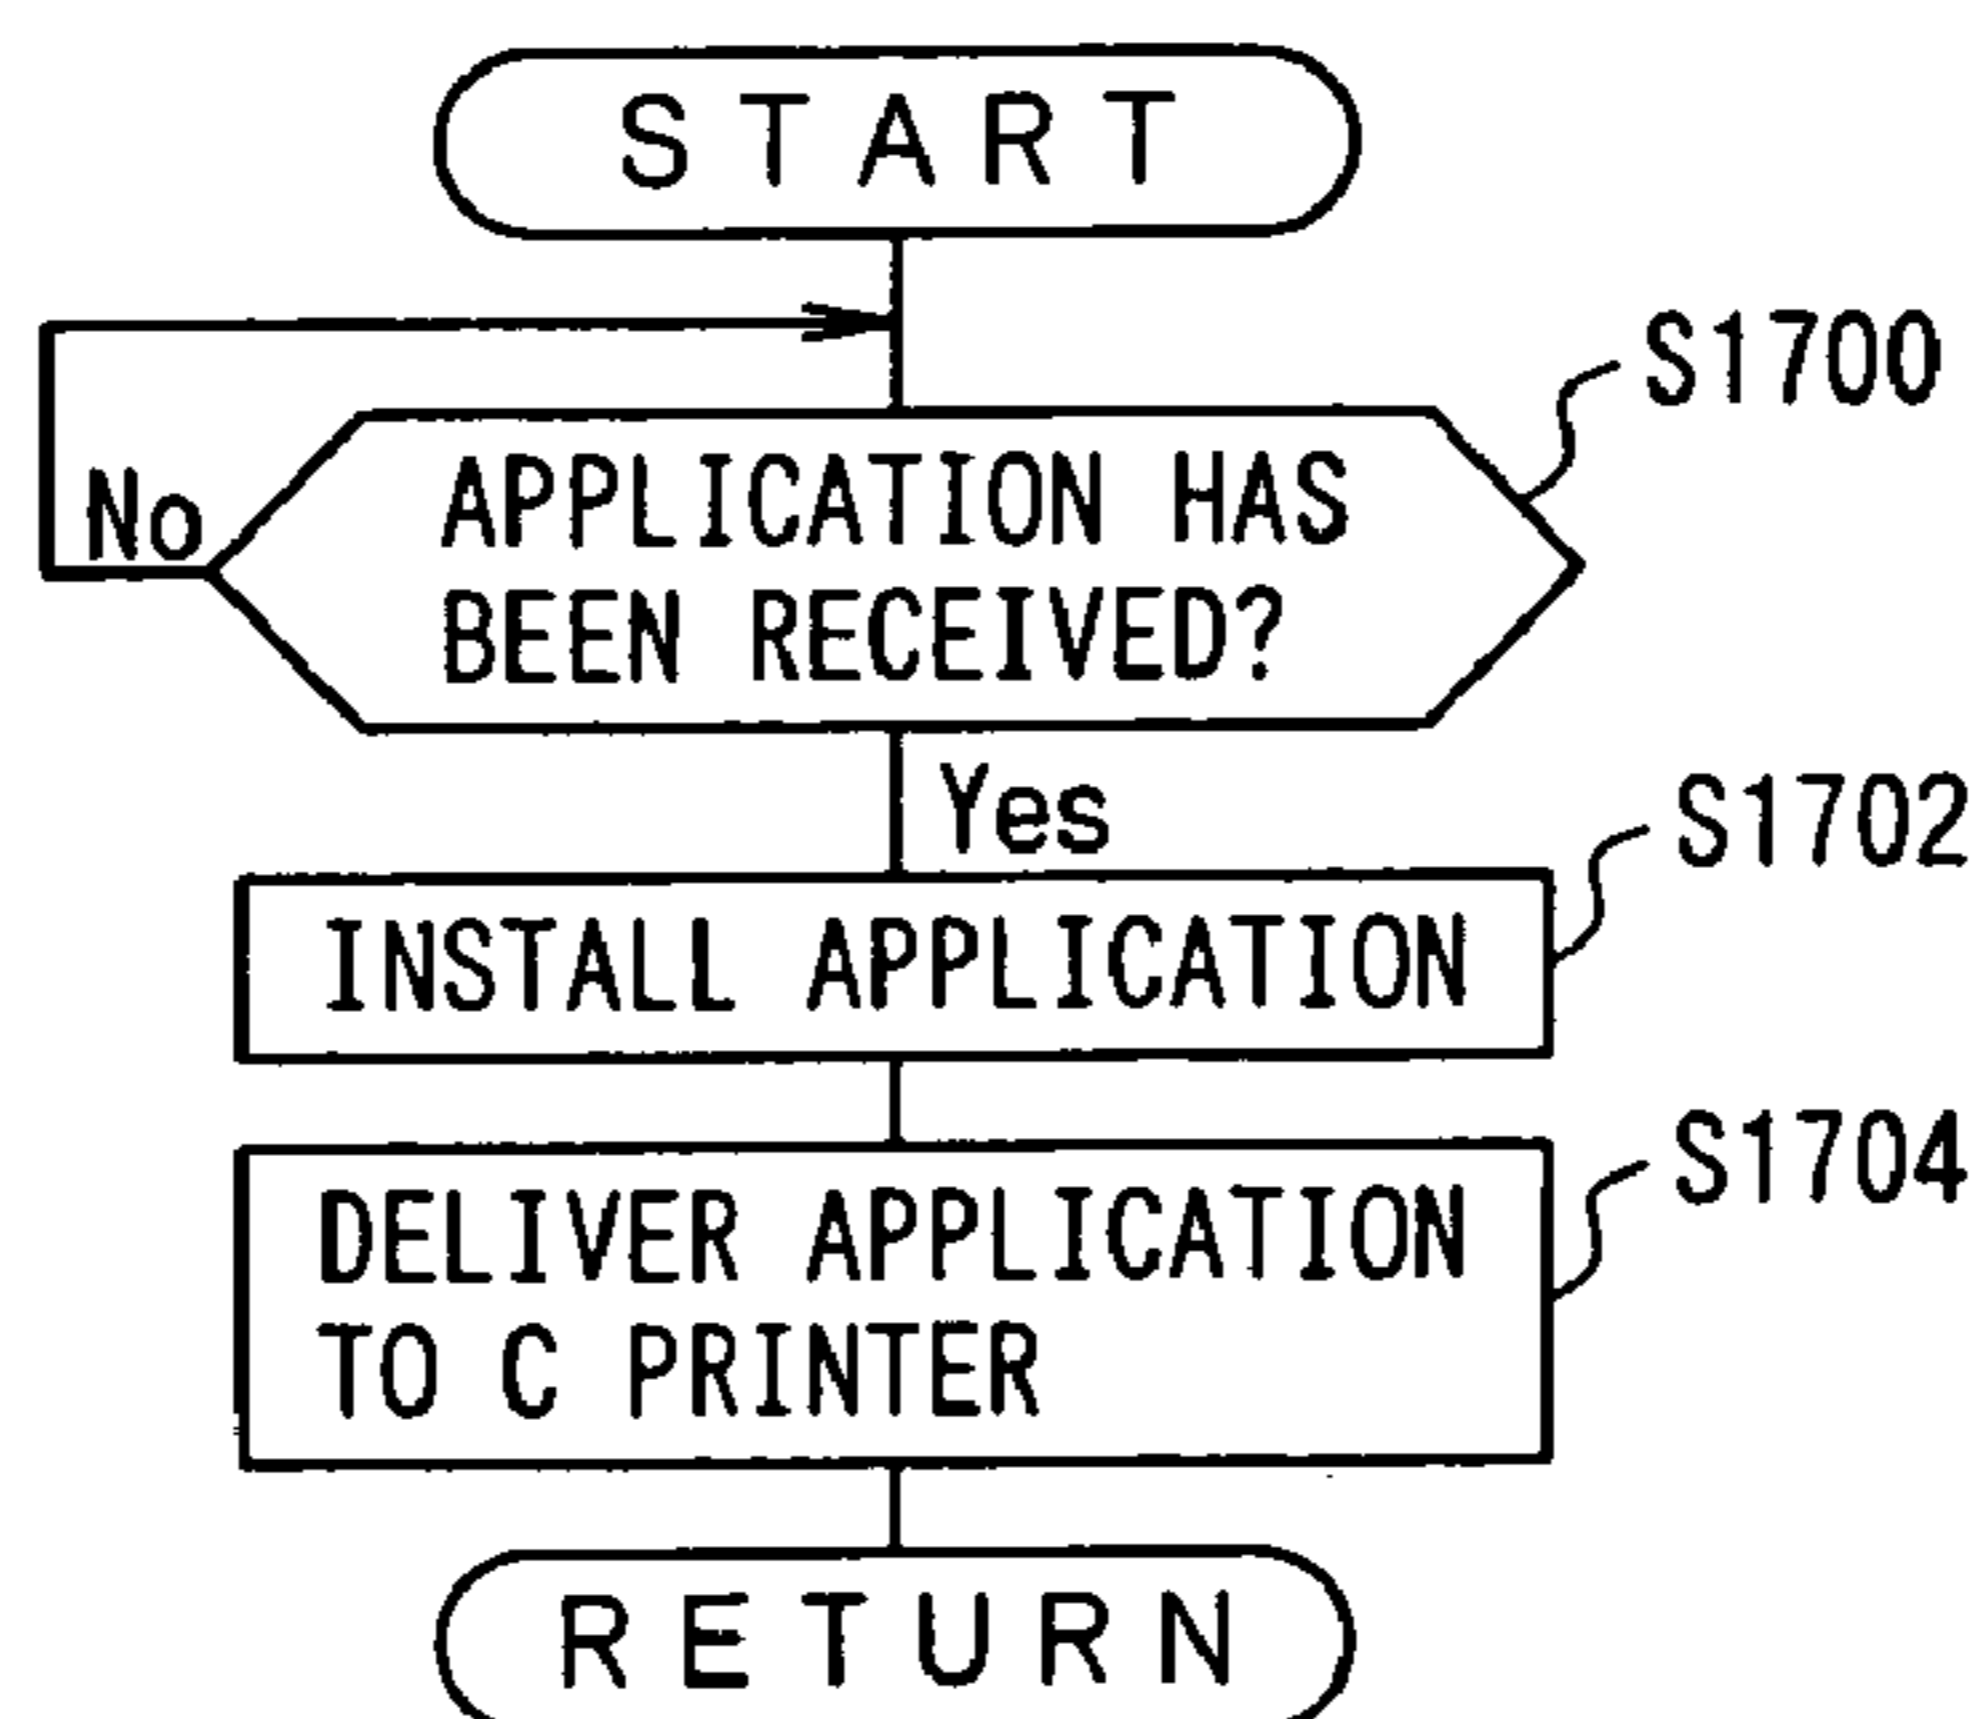 START
S1700
No
APPLICATION HAS
BEEN RECEIVED?
Yes
S1702
INSTALL APPLICATION
S1704
DELIVER APPLICATION
TO C PRINTER
RETURN